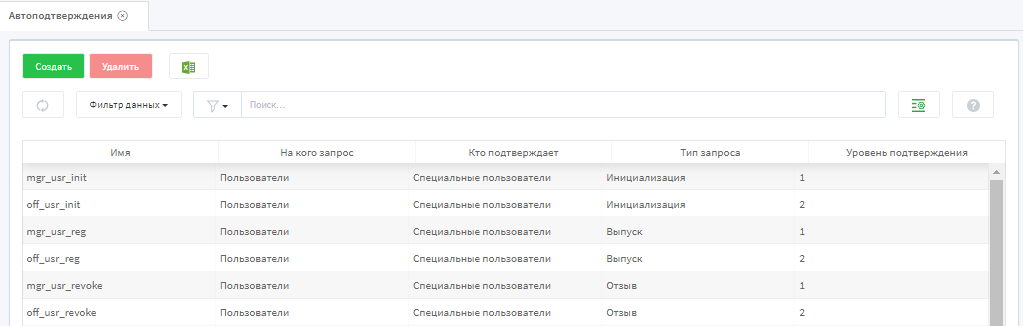 Автоподтверждения
Создать Удалить
Фильтр данных Поиск...
Имя На кого запрос Кто подтверждает Тип запроса Уровень подтверждения
mgr_usr_init Пользователи Специальные пользователи Инициализация 1
off_usr_init Пользователи Специальные пользователи Инициализация 2
mgr_usr_reg Пользователи Специальные пользователи Выпуск 1
off_usr_reg Пользователи Специальные пользователи Выпуск 2
mgr_usr_revoke Пользователи Специальные пользователи Отзыв 1
off_usr_revoke Пользователи Специальные пользователи Отзыв 2